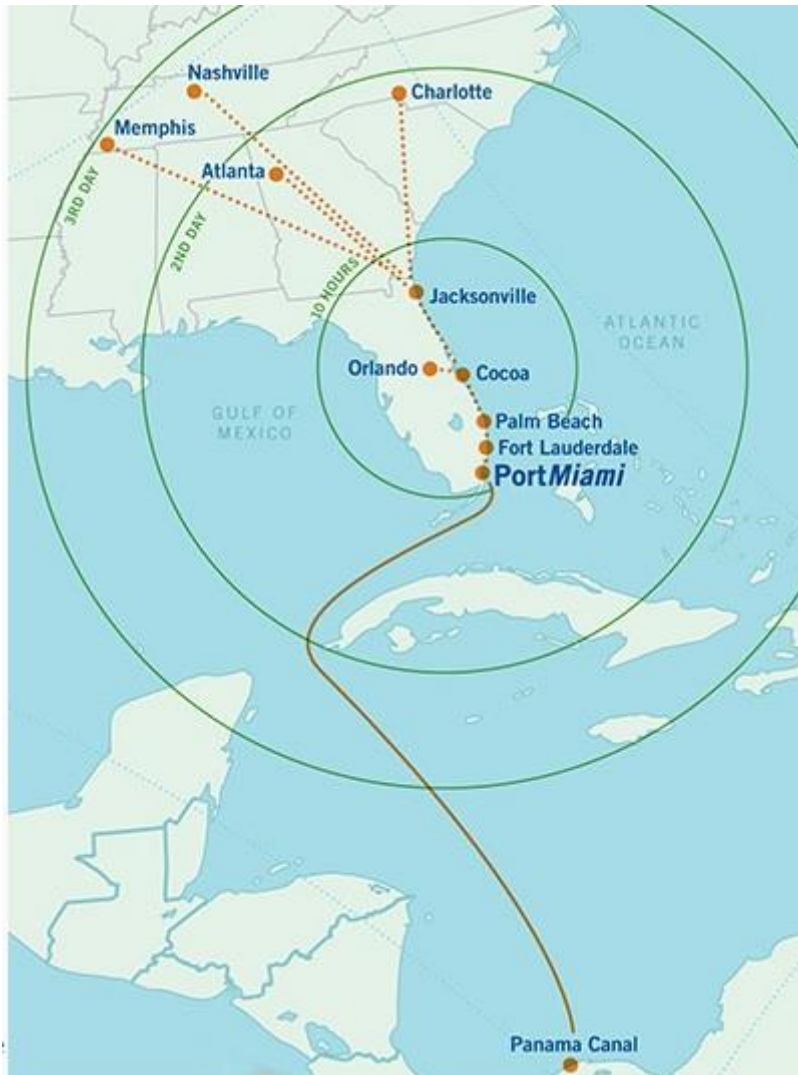 Nashville
Charlotte
Memphis
Atlanta
3RD DAY
2ND DAY
10 HOURS
Jacksonville
ATLANTIC
OCEAN
Orlando
Cocoa
GULF OF
MEXICO
Palm Beach
Fort Lauderdale
PortMiami
Panama Canal